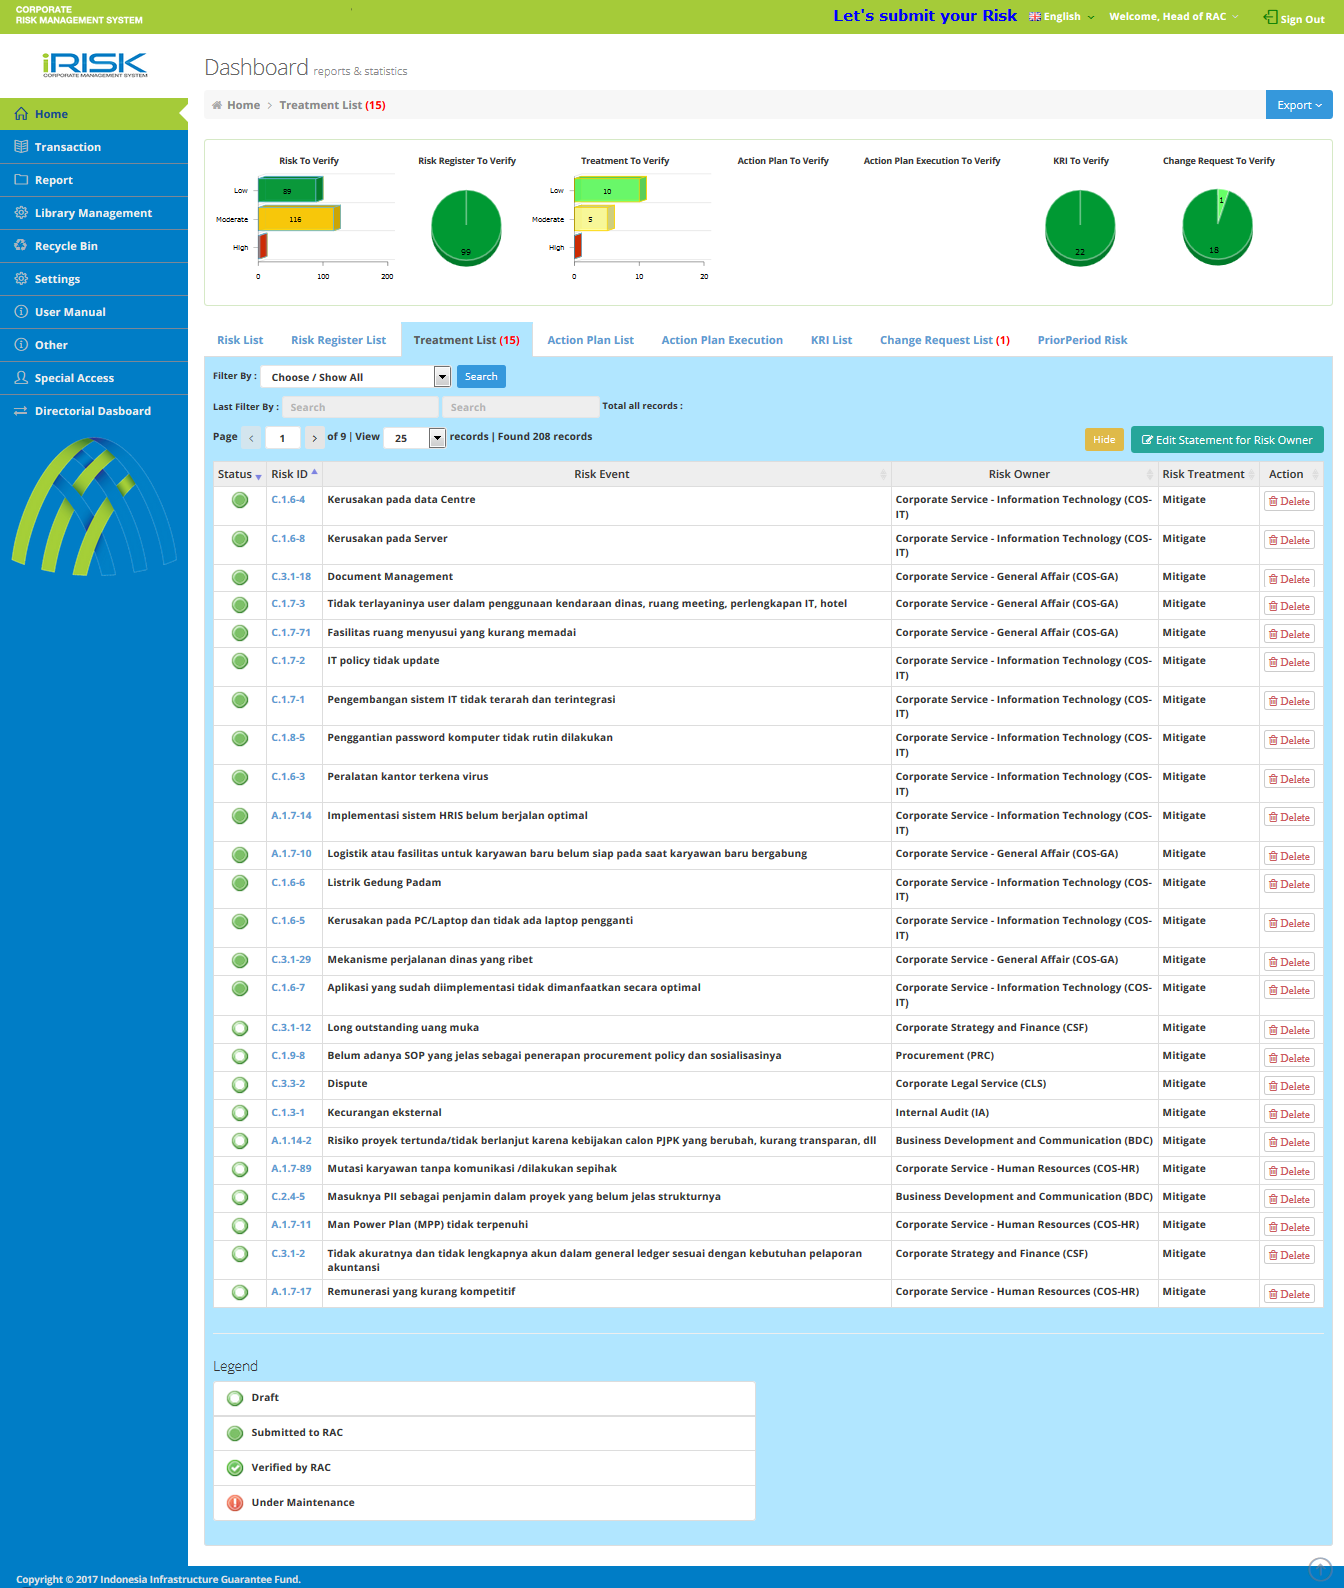 CORPORATE
RISK MANAGEMENT SYSTEM
Let's submit your Risk
English
Welcome, Head of RAC
Sign Out
iRISK
CORPORATE MANAGEMENT SYSTEM
Home
Transaction
Report
Library Management
Recycle Bin
Settings
User Manual
Other
Special Access
Directorial Dasboard
Dashboard reports & statistics
Home > Treatment List (15)
Export
Risk To Verify
Low
89
Moderate
116
High
0 100 200
Risk Register To Verify
99
Treatment To Verify
Low
10
Moderate
5
High
0 10 20
Action Plan To Verify
Action Plan Execution To Verify
KRI To Verify
22
Change Request To Verify
1
18
Risk List
Risk Register List
Treatment List (15)
Action Plan List
Action Plan Execution
KRI List
Change Request List (1)
PriorPeriod Risk
Filter By : Choose / Show All Search
Last Filter By : Search Search Total all records :
Page < 1 > of 9 | View 25 records | Found 208 records
Hide
Edit Statement for Risk Owner
Status Risk ID Risk Event Risk Owner Risk Treatment Action
C.1.6-4 Kerusakan pada data Centre Corporate Service - Information Technology (COS-
IT) Mitigate Delete
C.1.6-8 Kerusakan pada Server Corporate Service - Information Technology (COS-
IT) Mitigate Delete
C.3.1-18 Document Management Corporate Service - General Affair (COS-GA) Mitigate Delete
C.1.7-3 Tidak terlayaninya user dalam penggunaan kendaraan dinas, ruang meeting, perlengkapan IT, hotel Corporate Service - General Affair (COS-GA) Mitigate Delete
C.1.7-71 Fasilitas ruang menyusui yang kurang memadai Corporate Service - General Affair (COS-GA) Mitigate Delete
C.1.7-2 IT policy tidak update Corporate Service - Information Technology (COS-
IT) Mitigate Delete
C.1.7-1 Pengembangan sistem IT tidak terarah dan terintegrasi Corporate Service - Information Technology (COS-
IT) Mitigate Delete
C.1.8-5 Penggantian password komputer tidak rutin dilakukan Corporate Service - Information Technology (COS-
IT) Mitigate Delete
C.1.6-3 Peralatan kantor terkena virus Corporate Service - Information Technology (COS-
IT) Mitigate Delete
A.1.7-14 Implementasi sistem HRIS belum berjalan optimal Corporate Service - Information Technology (COS-
IT) Mitigate Delete
A.1.7-10 Logistik atau fasilitas untuk karyawan baru belum siap pada saat karyawan baru bergabung Corporate Service - General Affair (COS-GA) Mitigate Delete
C.1.6-6 Listrik Gedung Padam Corporate Service - Information Technology (COS-
IT) Mitigate Delete
C.1.6-5 Kerusakan pada PC/Laptop dan tidak ada laptop pengganti Corporate Service - Information Technology (COS-
IT) Mitigate Delete
C.3.1-29 Mekanisme perjalanan dinas yang ribet Corporate Service - General Affair (COS-GA) Mitigate Delete
C.1.6-7 Aplikasi yang sudah diimplementasi tidak dimanfaatkan secara optimal Corporate Service - Information Technology (COS-
IT) Mitigate Delete
C.3.1-12 Long outstanding uang muka Corporate Strategy and Finance (CSF) Mitigate Delete
C.1.9-8 Belum adanya SOP yang jelas sebagai penerapan procurement policy dan sosialisasinya Procurement (PRC) Mitigate Delete
C.3.3-2 Dispute Corporate Legal Service (CLS) Mitigate Delete
C.1.3-1 Kecurangan eksternal Internal Audit (IA) Mitigate Delete
A.1.14-2 Risiko proyek tertunda/tidak berlanjut karena kebijakan calon PJPK yang berubah, kurang transparan, dll Business Development and Communication (BDC) Mitigate Delete
A.1.7-89 Mutasi karyawan tanpa komunikasi /dilakukan sepihak Corporate Service - Human Resources (COS-HR) Mitigate Delete
C.2.4-5 Masuknya PII sebagai penjamin dalam proyek yang belum jelas strukturnya Business Development and Communication (BDC) Mitigate Delete
A.1.7-11 Man Power Plan (MPP) tidak terpenuhi Corporate Service - Human Resources (COS-HR) Mitigate Delete
C.3.1-2 Tidak akuratnya dan tidak lengkapnya akun dalam general ledger sesuai dengan kebutuhan pelaporan
akuntansi Corporate Strategy and Finance (CSF) Mitigate Delete
A.1.7-17 Remunerasi yang kurang kompetitif Corporate Service - Human Resources (COS-HR) Mitigate Delete
Legend
Draft
Submitted to RAC
Verified by RAC
Under Maintenance
Copyright © 2017 Indonesia Infrastructure Guarantee Fund.